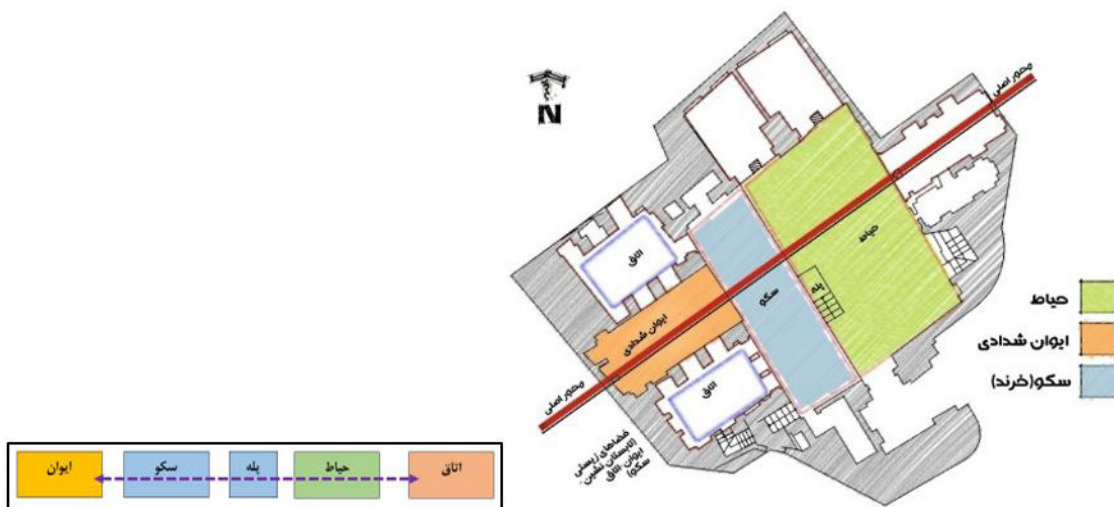 N
محور اصلی
اتاق
حیاط
پله
سکو
ایوان شدادی
اتاق
محور اصلی
فضاهای زیستی
(تابستان نشین.
ایوان. اتاق
سکو)
حیاط
ایوان شدادی
سکو(خرند)
ایوان
سکو
پله
حیاط
اتاق